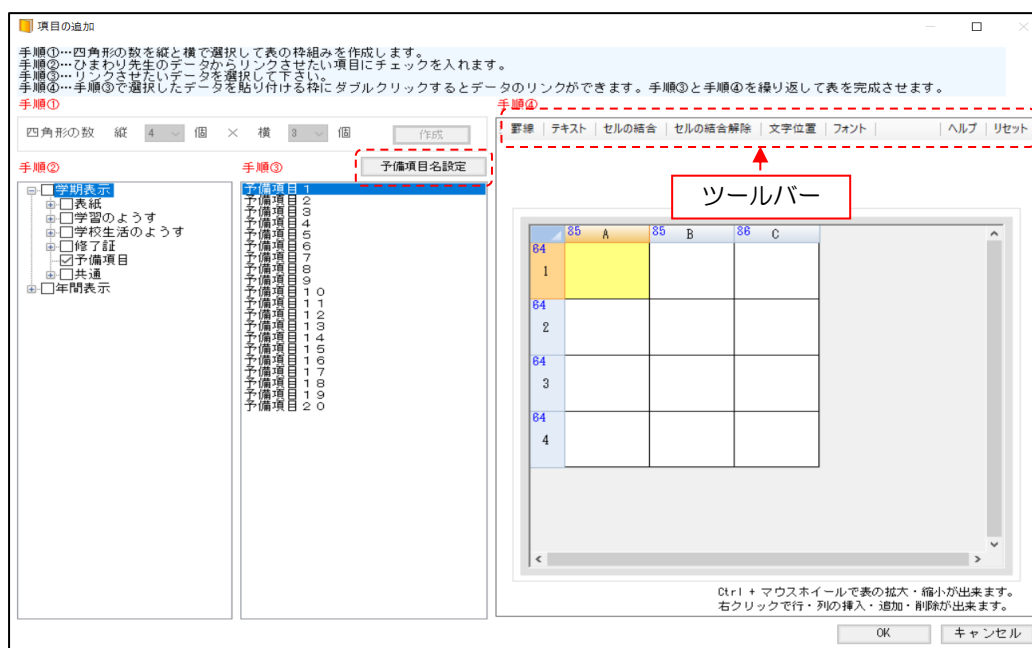 項目の追加
手順①…四角形の数を縦と横で選択して表の枠組みを作成します。
手順②…ひまわり先生のデータからリンクさせたい項目にチェックを入れます。
手順③…リンクさせたいデータを選択して下さい。
手順④…手順③で選択したデータを貼り付ける枠にダブルクリックするとデータのリンクができます。手順③と手順④を繰り返して表を完成させます。
手順①
四角形の数 縦 4 個 × 横 3 個 作成
手順②
学期表示
表紙
学習のようす
学校生活のようす
修了証
予備項目
共通
年間表示
手順③
予備項目名設定
予備項目1
予備項目2
予備項目3
予備項目4
予備項目5
予備項目6
予備項目7
予備項目8
予備項目9
予備項目10
予備項目11
予備項目12
予備項目13
予備項目14
予備項目15
予備項目16
予備項目17
予備項目18
予備項目19
予備項目20
手順④
罫線 テキスト セルの結合 セルの結合解除 文字位置 フォント ヘルプ リセット
ツールバー
85 A 85 B 86 C
64
1
64
2
64
3
64
4
Ctrl + マウスホイールで表の拡大・縮小が出来ます。
右クリックで行・列の挿入・追加・削除が出来ます。
OK キャンセル